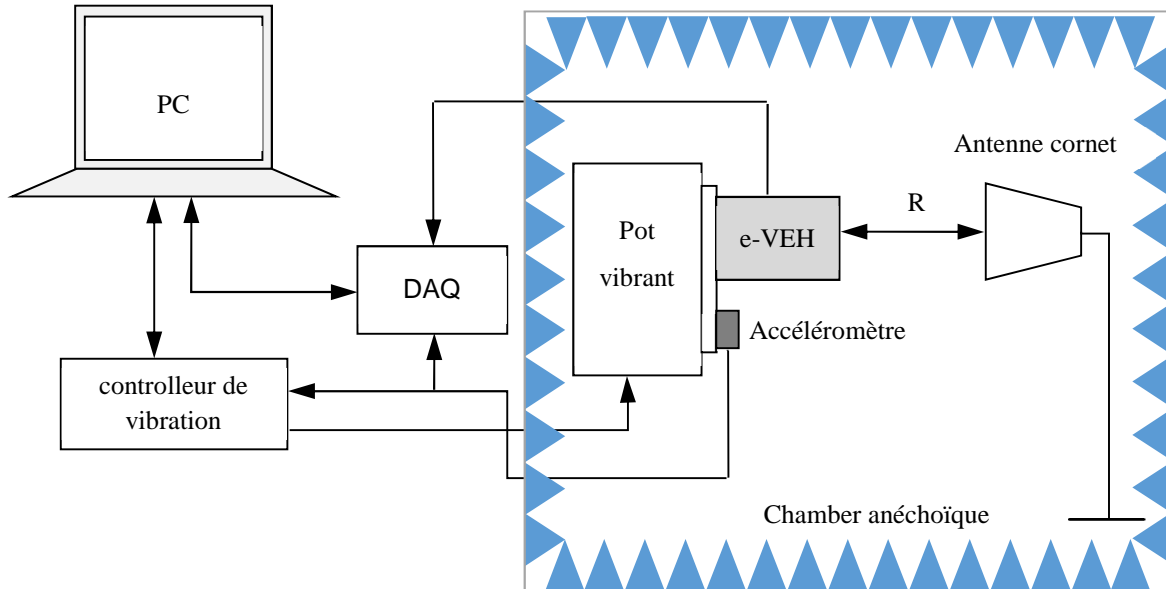 PC
Antenne cornet
R
Pot
vibrant
e-VEH
DAQ
Accéléromètre
controlleur de
vibration
Chamber anéchoïque